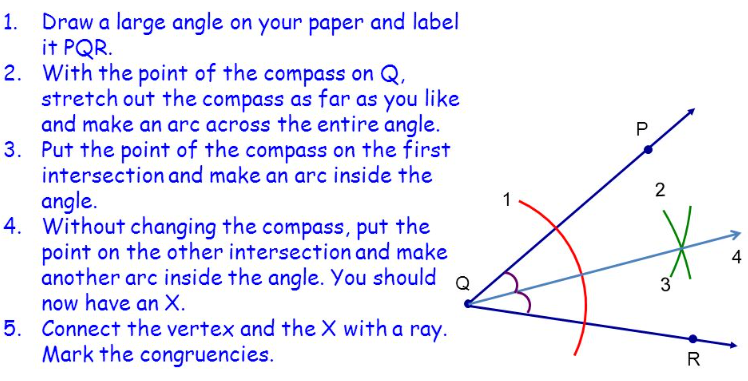 1. Draw a large angle on your paper and label
it PQR.
2. With the point of the compass on Q,
stretch out the compass as far as you like
and make an arc across the entire angle.
3. Put the point of the compass on the first
intersection and make an arc inside the
angle.
4. Without changing the compass, put the
point on the other intersection and make
another arc inside the angle. You should
now have an X.
5. Connect the vertex and the X with a ray.
Mark the congruencies.
P
1
2
4
Q
3
R